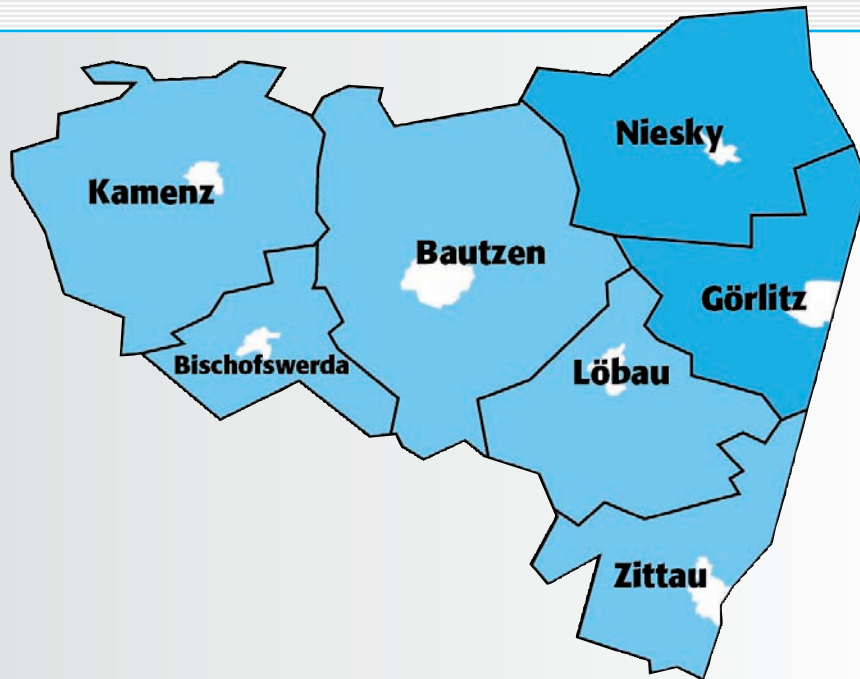 Niesky
Kamenz
Bautzen
Görlitz
Bischofswerda
Löbau
Zittau